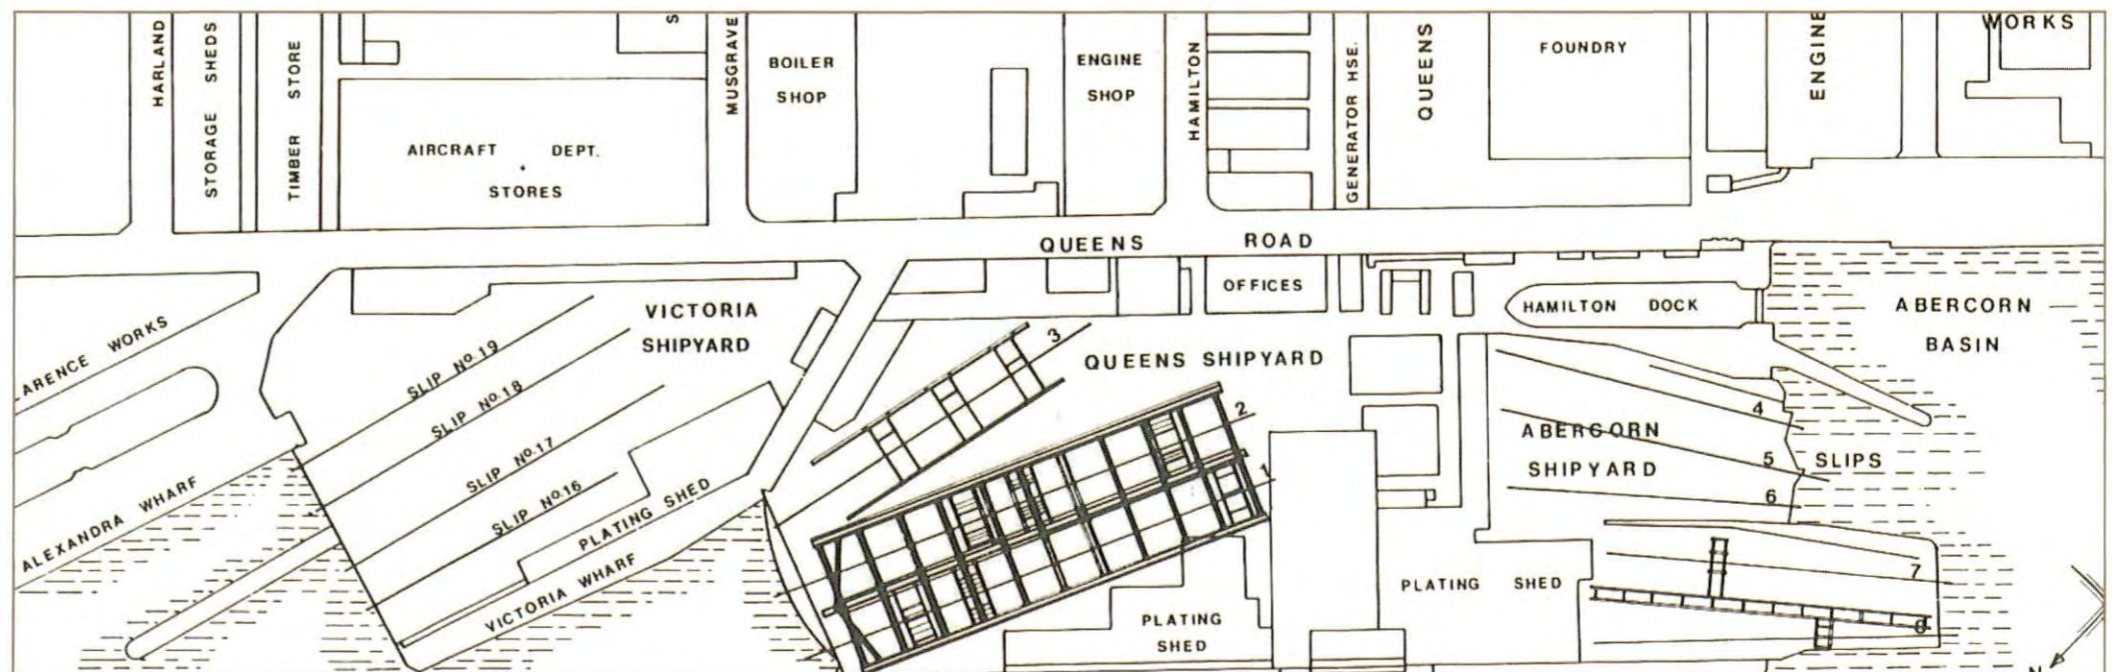 HARLAND
STORAGE SHEDS
TIMBER STORE
AIRCRAFT DEPT.
STORES
S
MUSGRAVE
BOILER
SHOP
ENGINE
SHOP
HAMILTON
GENERATOR HSE.
QUEENS
FOUNDRY
ENGINE
WORKS
QUEENS ROAD
ARENCE WORKS
ALEXANDRA WHARF
VICTORIA
SHIPYARD
SLIP No. 19
SLIP No. 18
SLIP No. 17
SLIP No. 16
PLATING SHED
VICTORIA WHARF
3
QUEENS SHIPYARD
2
1
OFFICES
HAMILTON DOCK
ABERCORN
BASIN
ABERCORN
SHIPYARD
4
5
6
SLIPS
7
8
PLATING SHED
PLATING
SHED
N